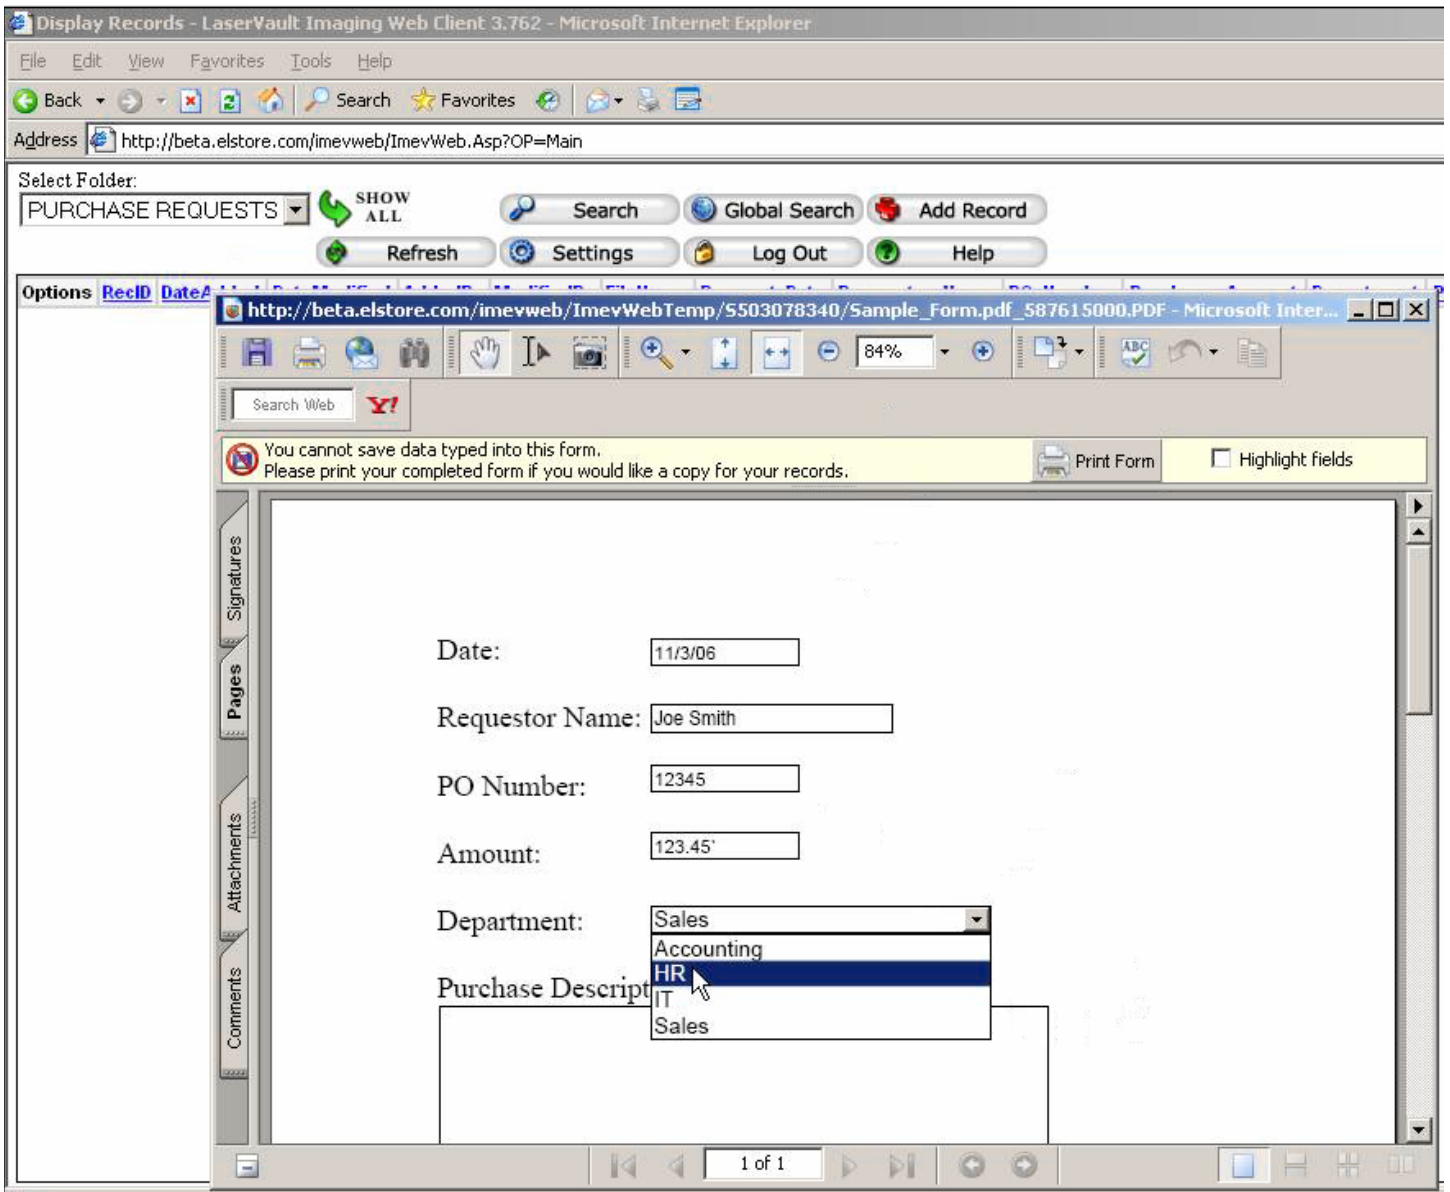 Display Records - LaserVault Imaging Web Client 3.762 - Microsoft Internet Explorer
File Edit View Favorites Tools Help
Back Search Favorites
Address http://beta.elstore.com/imevweb/ImevWeb.Asp?OP=Main
Select Folder:
PURCHASE REQUESTS SHOW ALL Search Global Search Add Record
Refresh Settings Log Out Help
Options RecID DateA
http://beta.elstore.com/imevweb/ImevWebTemp/S503078340/Sample_Form.pdf_587615000.PDF - Microsoft Inter...
84%
ABC
Search Web Y!
You cannot save data typed into this form.
Please print your completed form if you would like a copy for your records.
Print Form Highlight fields
Signatures
Pages
Attachments
Comments
Date: 11/3/06
Requestor Name: Joe Smith
PO Number: 12345
Amount: 123.45'
Department: Sales
Accounting
HR
IT
Sales
Purchase Descript
1 of 1